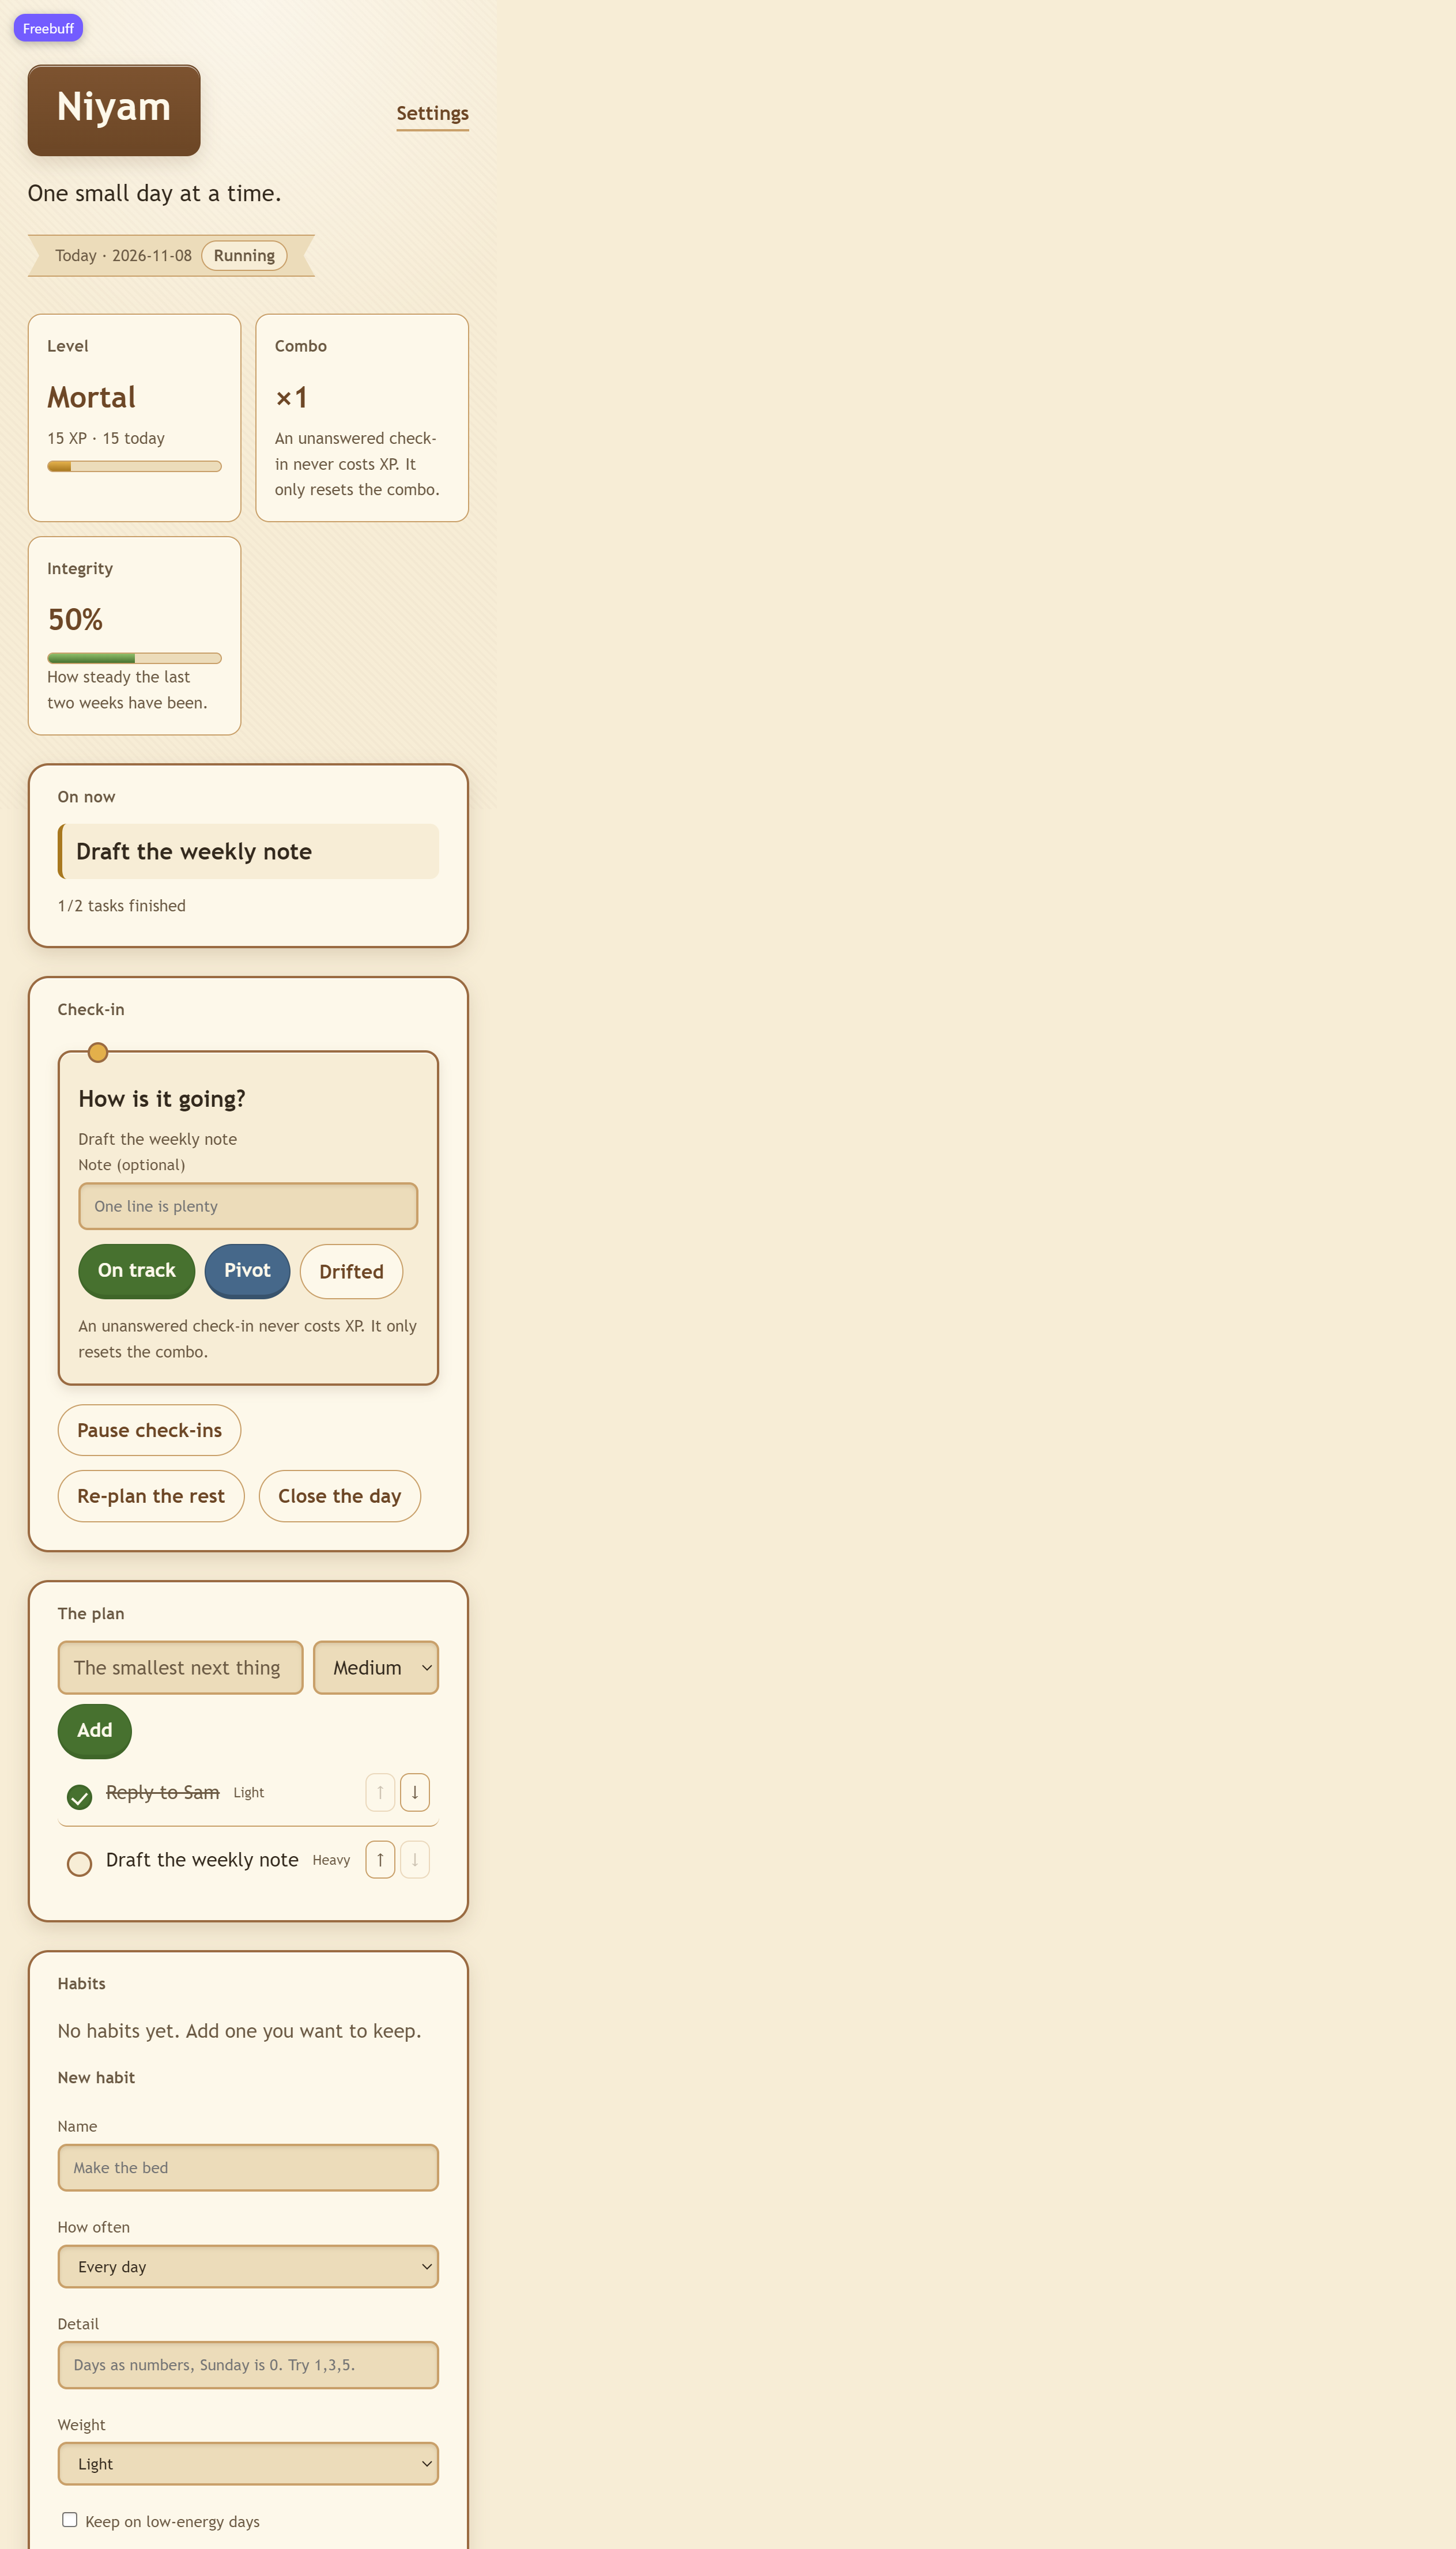 Freebuff
Niyam
Settings
One small day at a time.
Today · 2026-11-08 Running
Level
Mortal
15 XP · 15 today
Combo
×1
An unanswered check-
in never costs XP. It
only resets the combo.
Integrity
50%
How steady the last
two weeks have been.
On now
Draft the weekly note
1/2 tasks finished
Check-in
How is it going?
Draft the weekly note
Note (optional)
One line is plenty
On track Pivot Drifted
An unanswered check-in never costs XP. It only
resets the combo.
Pause check-ins
Re-plan the rest Close the day
The plan
The smallest next thing Medium
Add
Reply to Sam Light ↑ ↓
Draft the weekly note Heavy ↑ ↓
Habits
No habits yet. Add one you want to keep.
New habit
Name
Make the bed
How often
Every day
Detail
Days as numbers, Sunday is 0. Try 1,3,5.
Weight
Light
Keep on low-energy days